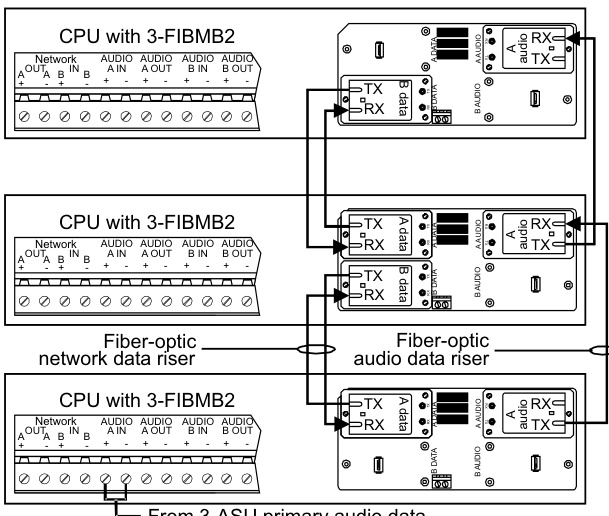 CPU with 3-FIBMB2
Network AUDIO AUDIO AUDIO AUDIO
A OUT A B IN B A IN A OUT B IN B OUT
+ - + - + - + - + - + -
A DATA
A AUDIO
A audio
RX
TX
TX
RX
B data
B DATA
B AUDIO
CPU with 3-FIBMB2
Network AUDIO AUDIO AUDIO AUDIO
A OUT A B IN B A IN A OUT B IN B OUT
+ - + - + - + - + - + -
TX
RX
A data
A DATA
A AUDIO
A audio
RX
TX
TX
RX
B data
B DATA
B AUDIO
Fiber-optic
network data riser
Fiber-optic
audio data riser
CPU with 3-FIBMB2
Network AUDIO AUDIO AUDIO AUDIO
A OUT A B IN B A IN A OUT B IN B OUT
+ - + - + - + - + - + -
TX
RX
A data
A DATA
A AUDIO
A audio
RX
TX
B DATA
B AUDIO
From 3-ASU primary audio data